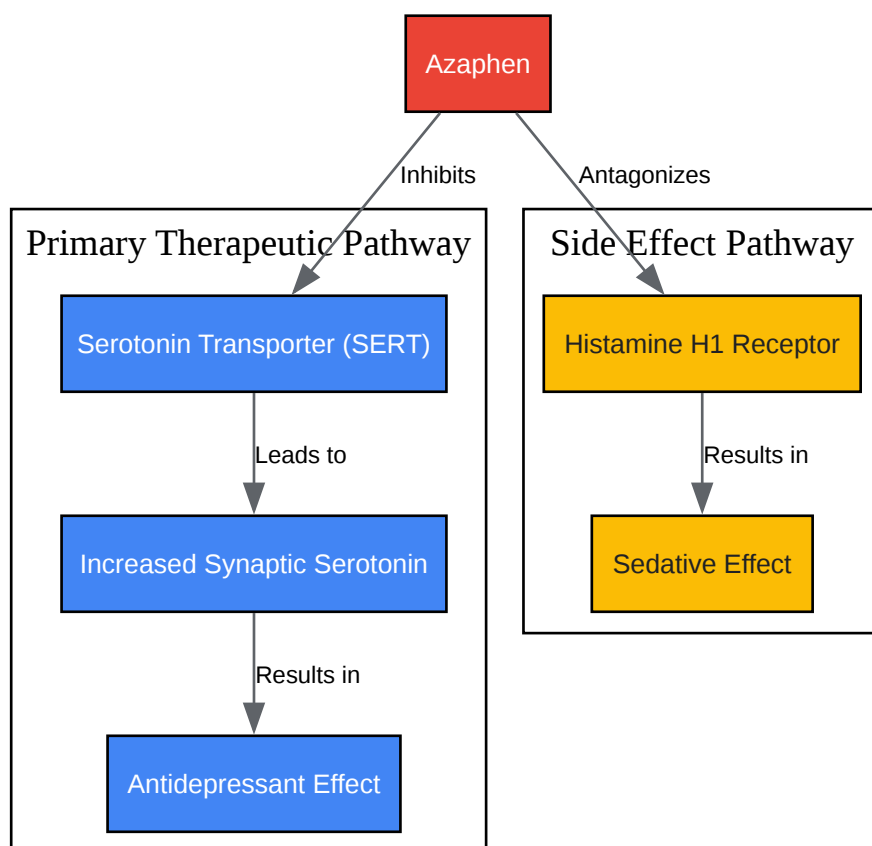 Azaphen
Inhibits
Antagonizes
Primary Therapeutic Pathway
Side Effect Pathway
Serotonin Transporter (SERT)
Histamine H1 Receptor
Leads to
Results in
Increased Synaptic Serotonin
Sedative Effect
Results in
Antidepressant Effect